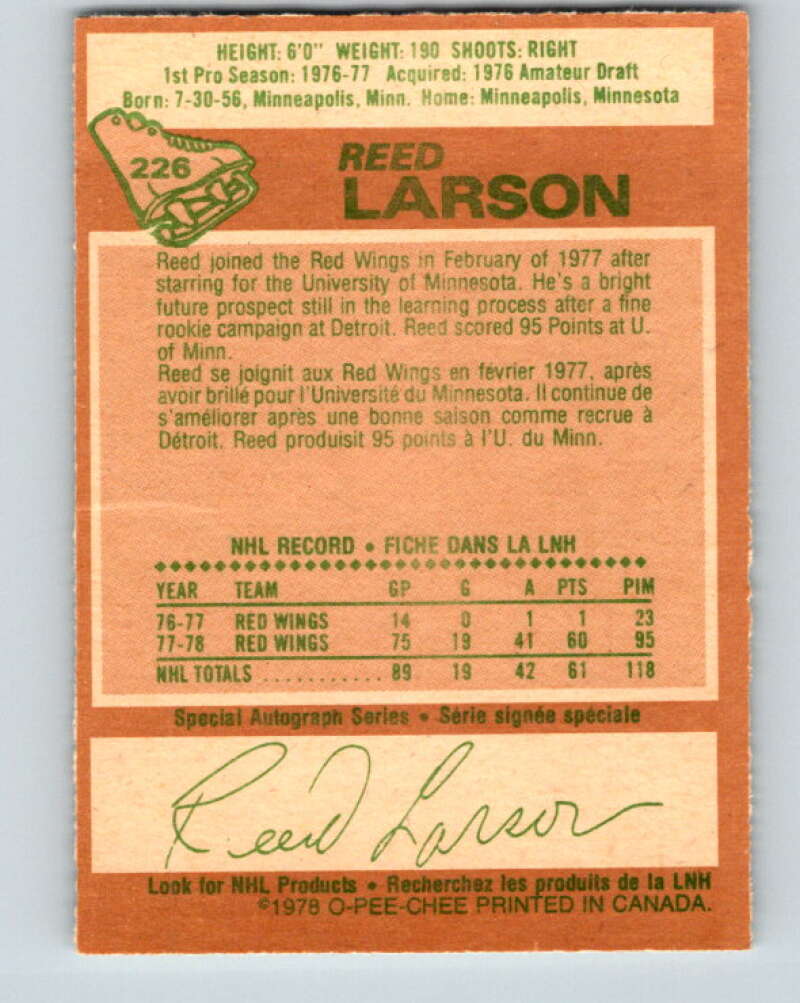 HEIGHT: 6'0" WEIGHT: 190 SHOOTS: RIGHT
1st Pro Season: 1976-77 Acquired: 1976 Amateur Draft
Born: 7-30-56, Minneapolis, Minn. Home: Minneapolis, Minnesota
226
REED
LARSON
Reed joined the Red Wings in February of 1977 after
starring for the University of Minnesota. He's a bright
future prospect still in the learning process after a fine
rookie campaign at Detroit. Reed scored 95 Points at U.
of Minn.
Reed se joignit aux Red Wings en février 1977, après
avoir brillé pour l'Université du Minnesota. Il continue de
s'améliorer après une bonne saison comme recrue à
Détroit. Reed produisit 95 points à l'U. du Minn.
NHL RECORD • FICHE DANS LA LNH
YEAR TEAM GP G A PTS PIM
76-77 RED WINGS 14 0 1 1 23
77-78 RED WINGS 75 19 41 60 95
NHL TOTALS ........... 89 19 42 61 118
Special Autograph Series • Série signée spéciale
Reed Larson
Look for NHL Products • Recherchez les produits de la LNH
©1978 O-PEE-CHEE PRINTED IN CANADA.